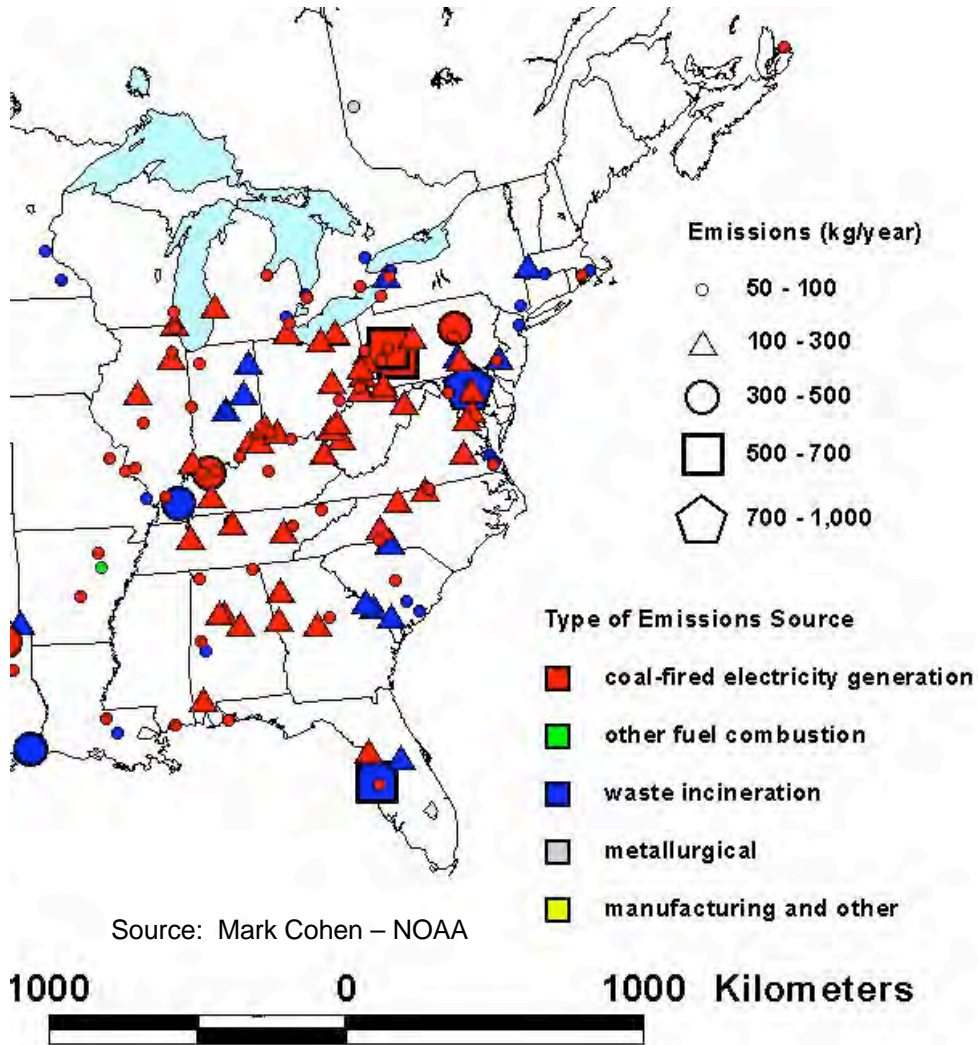 Emissions (kg/year)
50 - 100
100 - 300
300 - 500
500 - 700
700 - 1,000
Type of Emissions Source
coal-fired electricity generation
other fuel combustion
waste incineration
metallurgical
manufacturing and other
Source: Mark Cohen – NOAA
1000 0 1000 Kilometers